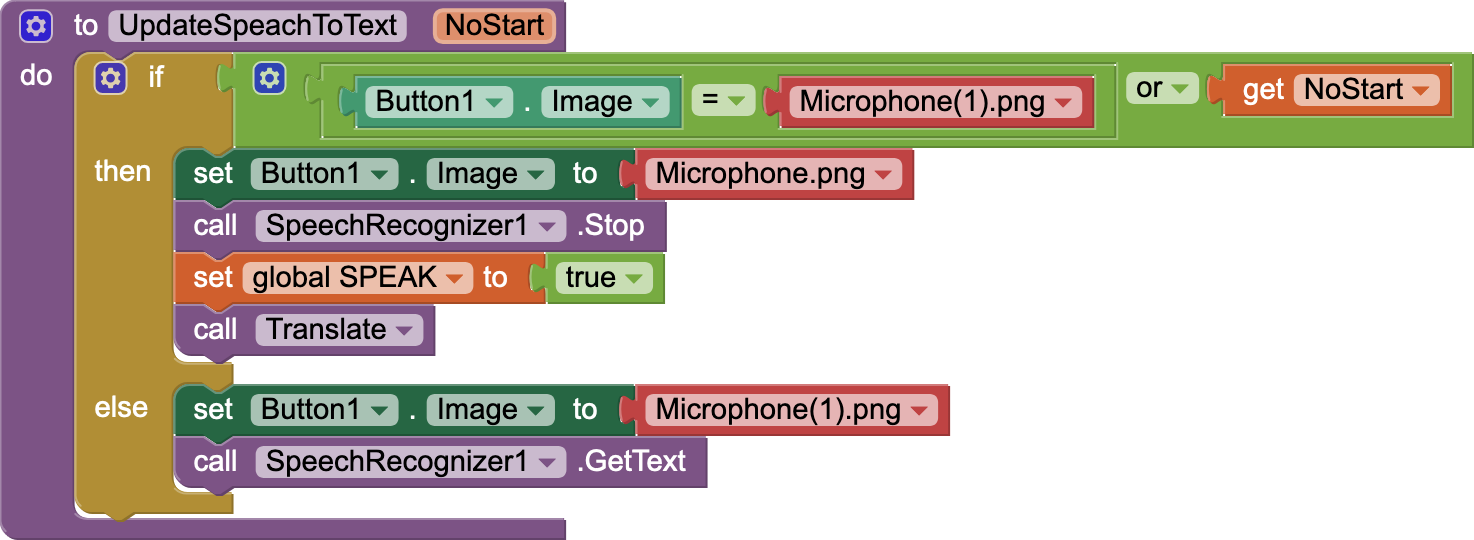 to UpdateSpeachToText NoStart
do if Button1 . Image = Microphone(1).png or get NoStart
then set Button1 . Image to Microphone.png
call SpeechRecognizer1 .Stop
set global SPEAK to true
call Translate
else set Button1 . Image to Microphone(1).png
call SpeechRecognizer1 .GetText